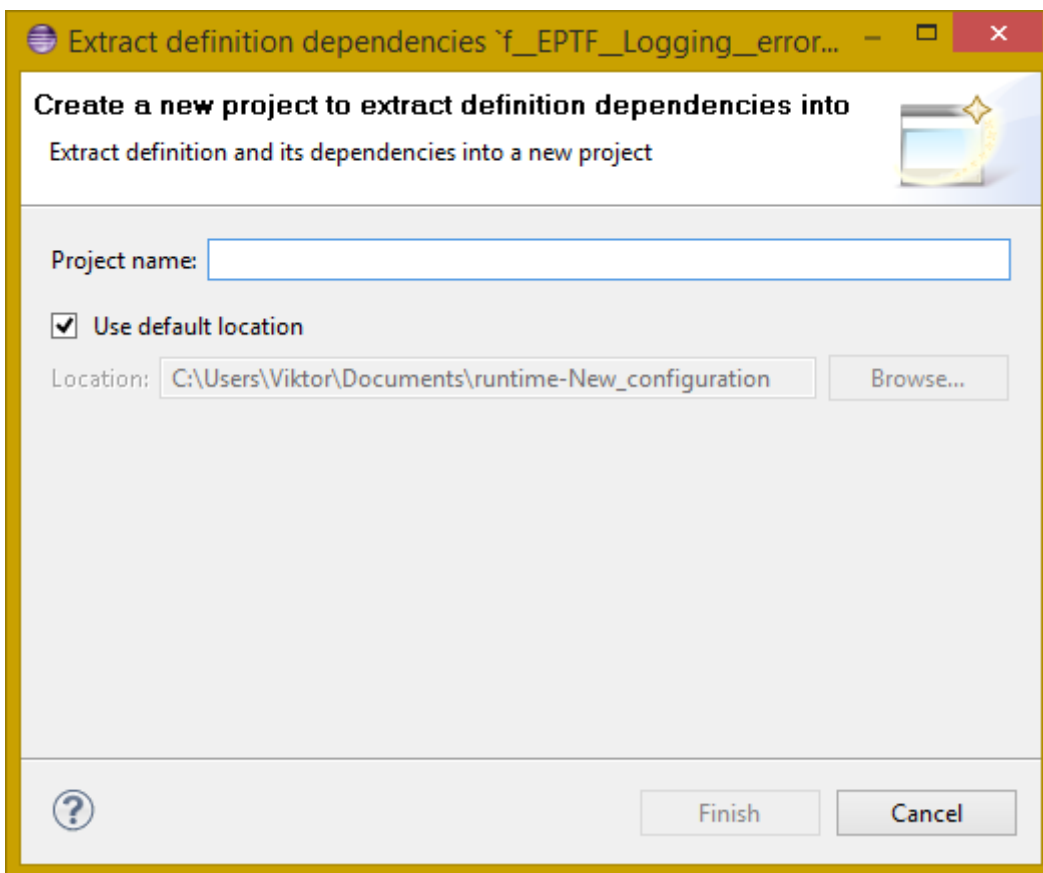 Extract definition dependencies `f__EPTF__Logging__error...
Create a new project to extract definition dependencies into
Extract definition and its dependencies into a new project
Project name:
Use default location
Location: C:\Users\Viktor\Documents\runtime-New_configuration Browse...
Finish Cancel